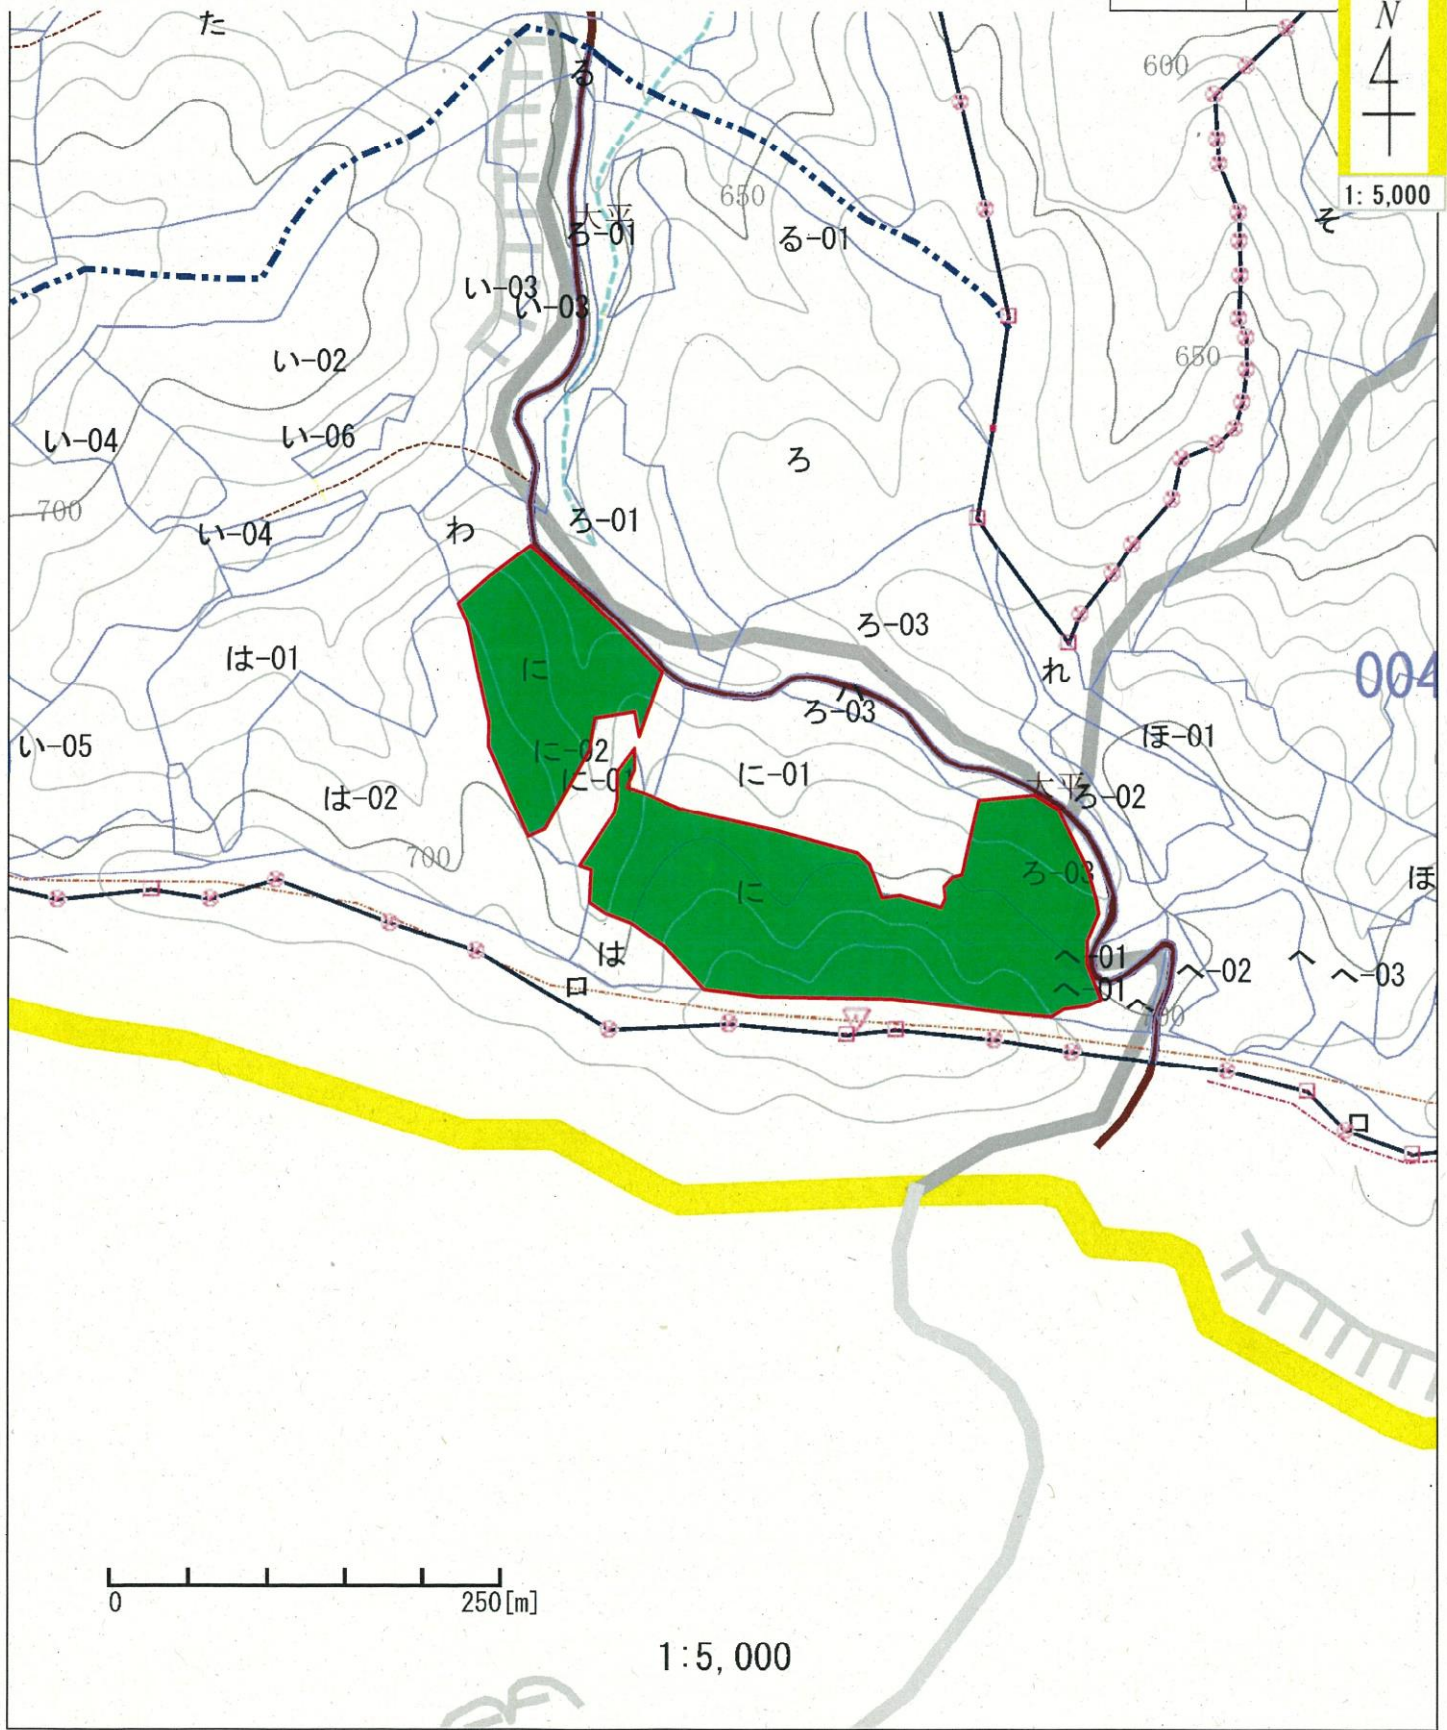 た
N
600
1: 5,000
る
大平
ろ-01
650
る-01
そ
い-03
い-03
い-02
650
い-04
い-06
ろ
700
い-04
わ
ろ-01
ろ-03
は-01
に
れ
004
へ
ろ-03
ほ-01
い-05
に-02
に-01
に-01
大平
ろ-02
は-02
700
に
ろ-03
ほ
は
へ-01
へ-02
へ
へ-03
ロ
へ-01
へ
ロ
0
250[m]
1:5,000